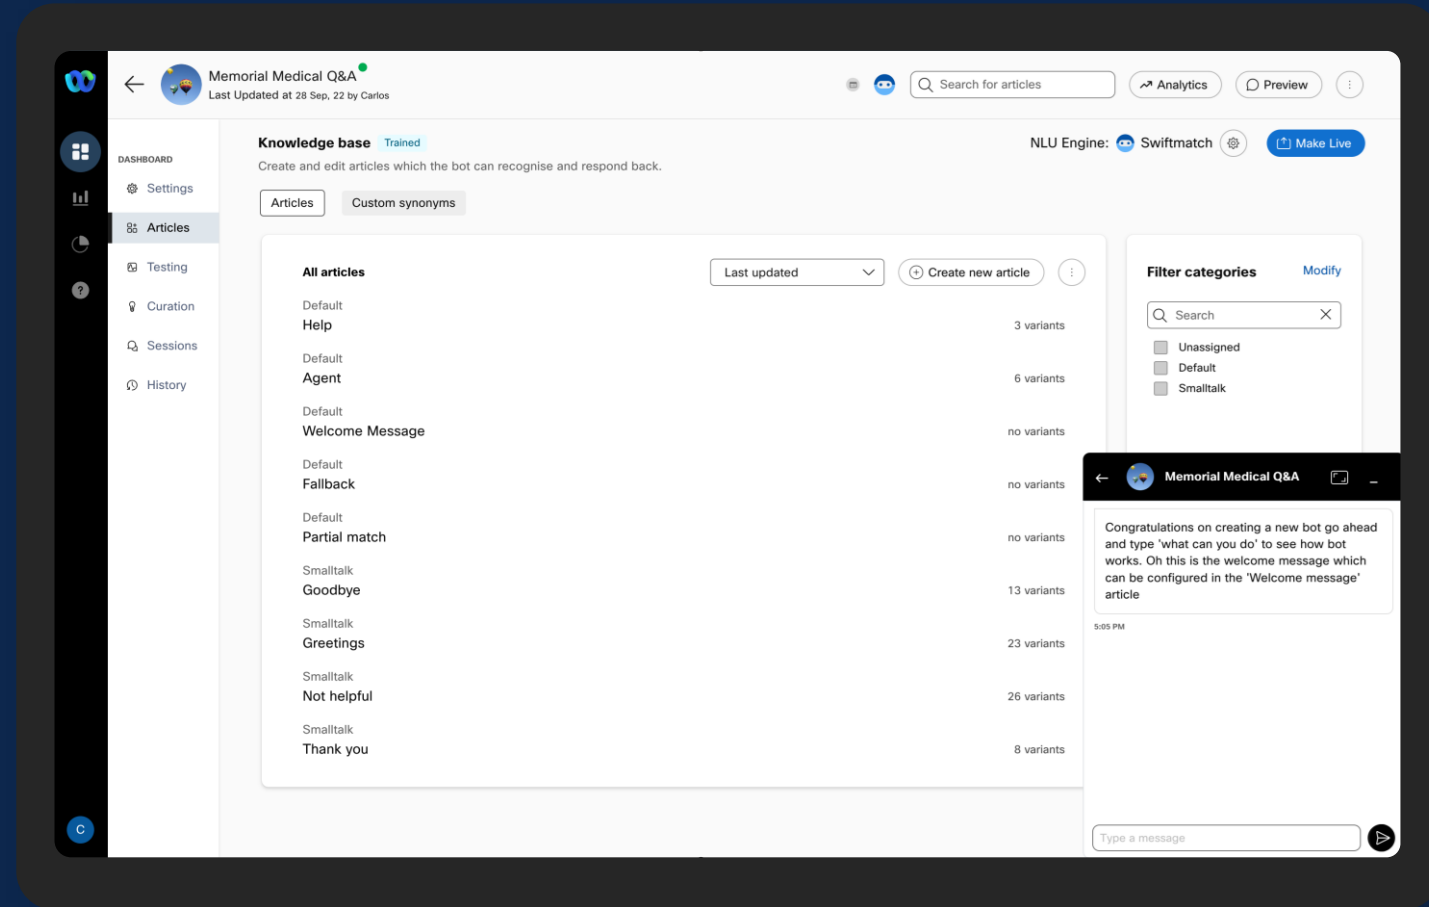 Memorial Medical Q&A
Last Updated at 28 Sep, 22 by Carlos
Search for articles
Analytics
Preview
DASHBOARD
Settings
Articles
Testing
Curation
Sessions
History
Knowledge base Trained
Create and edit articles which the bot can recognise and respond back.
NLU Engine: Swiftmatch
Make Live
Articles
Custom synonyms
All articles
Last updated
Create new article
Default
Help
3 variants
Default
Agent
6 variants
Default
Welcome Message
no variants
Default
Fallback
no variants
Default
Partial match
no variants
Smalltalk
Goodbye
13 variants
Smalltalk
Greetings
23 variants
Smalltalk
Not helpful
26 variants
Smalltalk
Thank you
8 variants
Filter categories
Modify
Search
Unassigned
Default
Smalltalk
Memorial Medical Q&A
Congratulations on creating a new bot go ahead
and type 'what can you do' to see how bot
works. Oh this is the welcome message which
can be configured in the 'Welcome message'
article
5:05 PM
Type a message
C